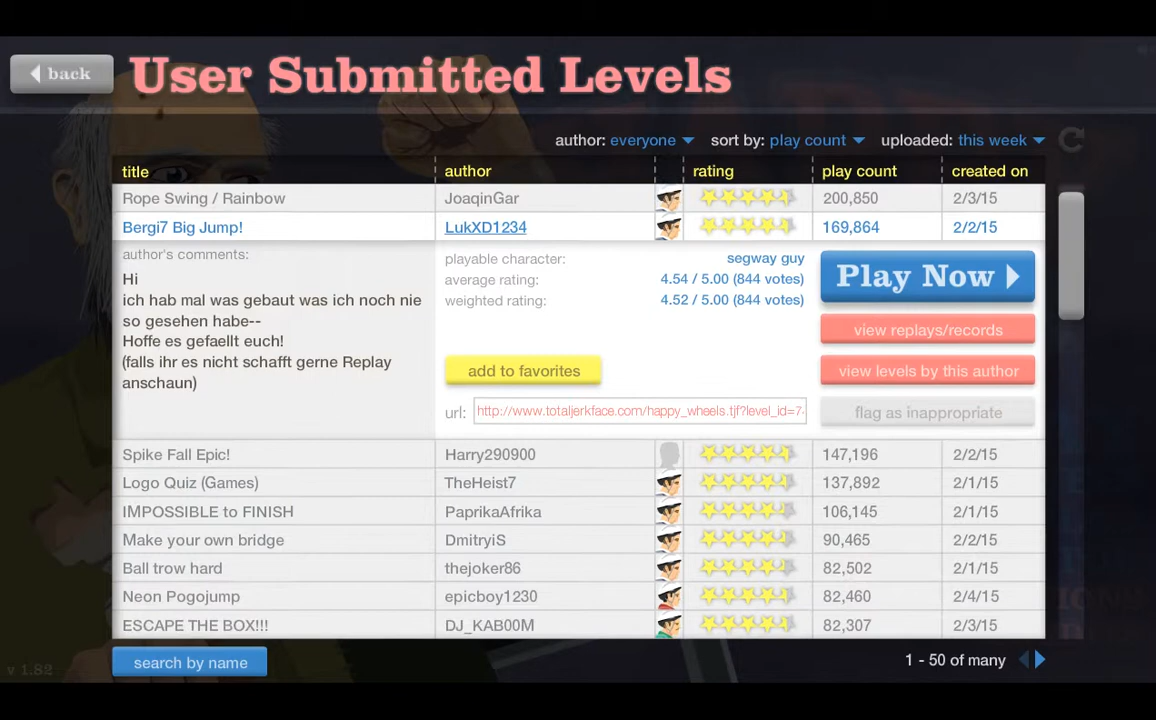 back
User Submitted Levels
author: everyone sort by: play count uploaded: this week
title author rating play count created on
Rope Swing / Rainbow JoaqinGar 200,850 2/3/15
Bergi7 Big Jump! LukXD1234 169,864 2/2/15
author's comments:
Hi
ich hab mal was gebaut was ich noch nie
so gesehen habe--
Hoffe es gefaellt euch!
(falls ihr es nicht schafft gerne Replay
anschaun)
playable character: segway guy
average rating: 4.54 / 5.00 (844 votes)
weighted rating: 4.52 / 5.00 (844 votes)
add to favorites
url: http://www.totaljerkface.com/happy_wheels.tjf?level_id=7
Play Now
view replays/records
view levels by this author
flag as inappropriate
Spike Fall Epic! Harry290900 147,196 2/2/15
Logo Quiz (Games) TheHeist7 137,892 2/1/15
IMPOSSIBLE to FINISH PaprikaAfrika 106,145 2/1/15
Make your own bridge DmitryiS 90,465 2/2/15
Ball trow hard thejoker86 82,502 2/1/15
Neon Pogojump epicboy1230 82,460 2/4/15
ESCAPE THE BOX!!! DJ_KAB00M 82,307 2/3/15
v 1.82
search by name
1 - 50 of many